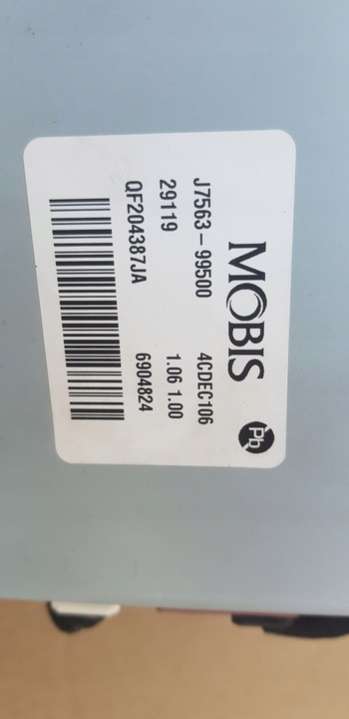 MOBIS
Pb
J7563-99500 4CDEC106
29119 1.06 1.00
QF204387JA 6904824